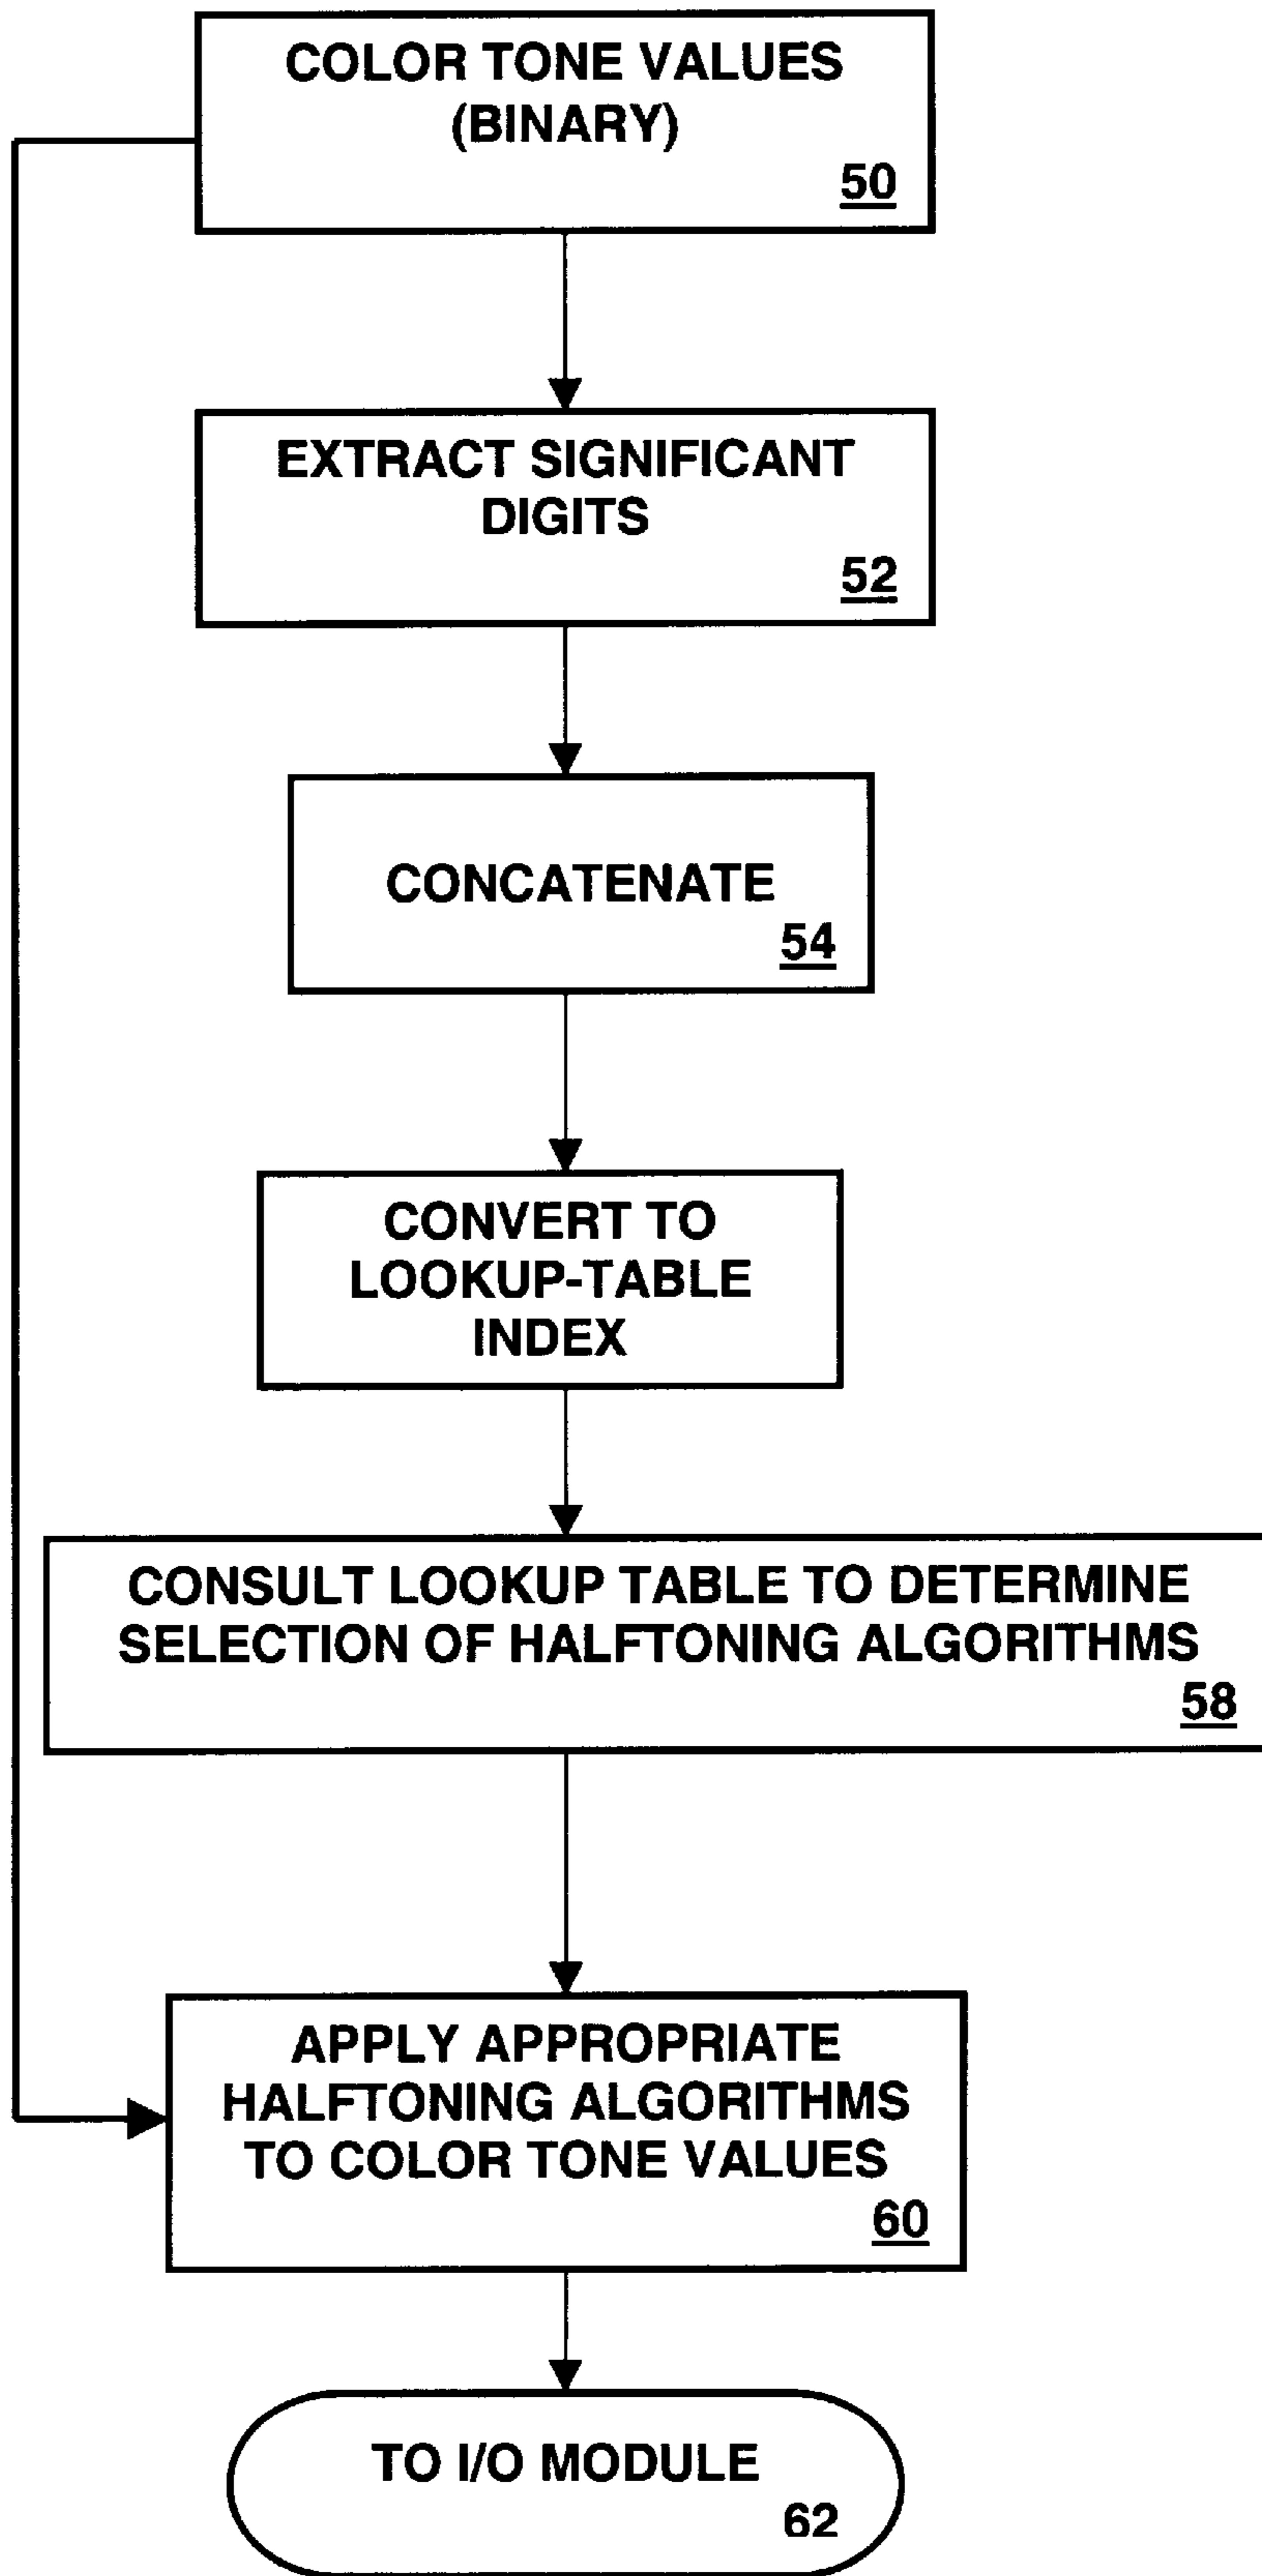 COLOR TONE VALUES
(BINARY)
50
EXTRACT SIGNIFICANT
DIGITS
52
CONCATENATE
54
CONVERT TO
LOOKUP-TABLE
INDEX
CONSULT LOOKUP TABLE TO DETERMINE
SELECTION OF HALFTONING ALGORITHMS
58
APPLY APPROPRIATE
HALFTONING ALGORITHMS
TO COLOR TONE VALUES
60
TO I/O MODULE
62